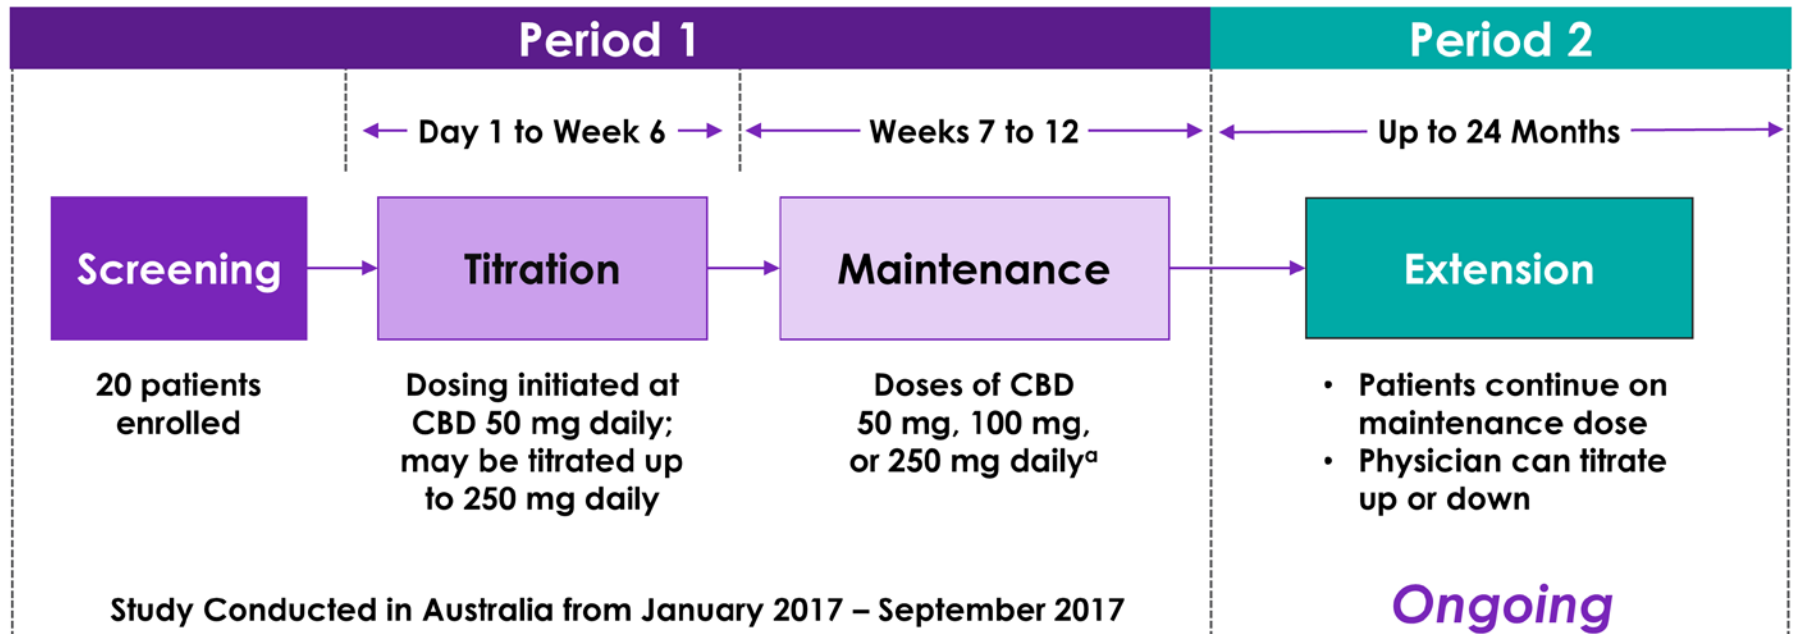 Period 1
Period 2
Day 1 to Week 6
Weeks 7 to 12
Up to 24 Months
Screening
Titration
Maintenance
Extension
20 patients
enrolled
Dosing initiated at
CBD 50 mg daily;
may be titrated up
to 250 mg daily
Doses of CBD
50 mg, 100 mg,
or 250 mg dailyᵃ
• Patients continue on
maintenance dose
• Physician can titrate
up or down
Study Conducted in Australia from January 2017 – September 2017
Ongoing